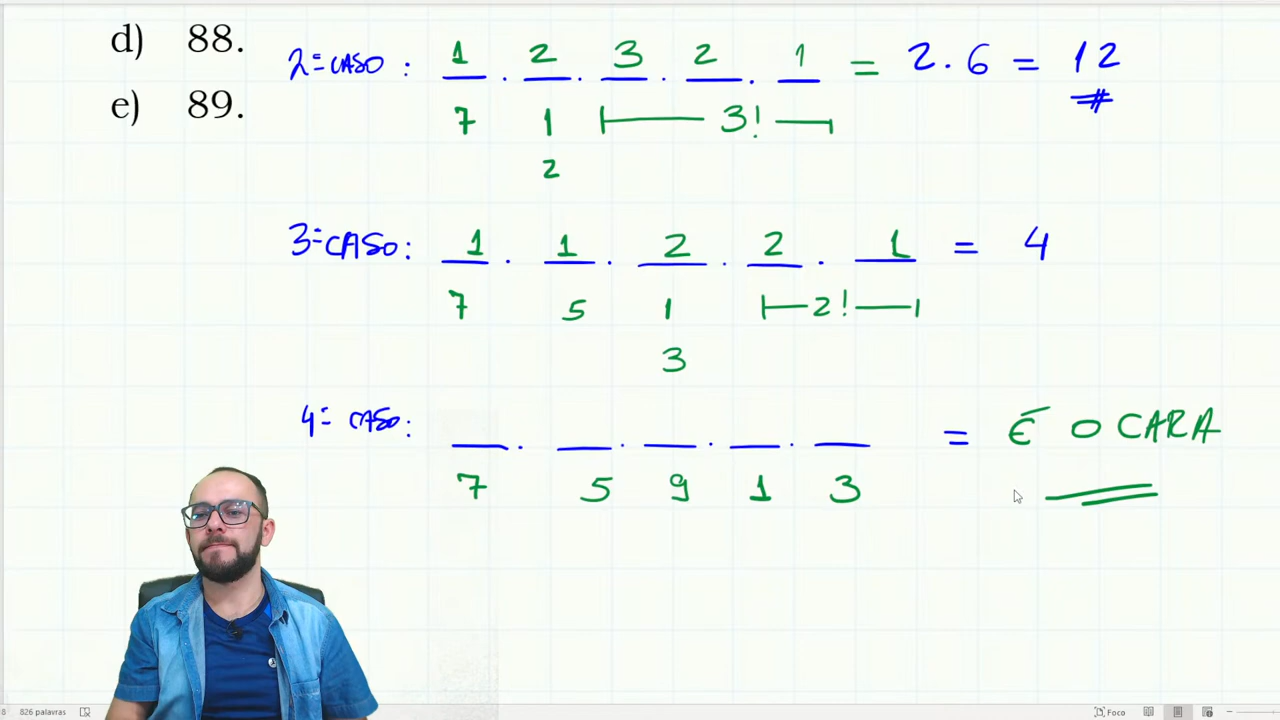 d) 88.
e) 89.
2º CASO: 1 . 2 . 3 . 2 . 1 = 2.6 = 12
7 1 3!
2
3º CASO: 1 . 1 . 2 . 2 . 1 = 4
7 5 1 2!
3
4º CASO: . . . . = É O CARA
7 5 9 1 3
8 826 palavras Foco